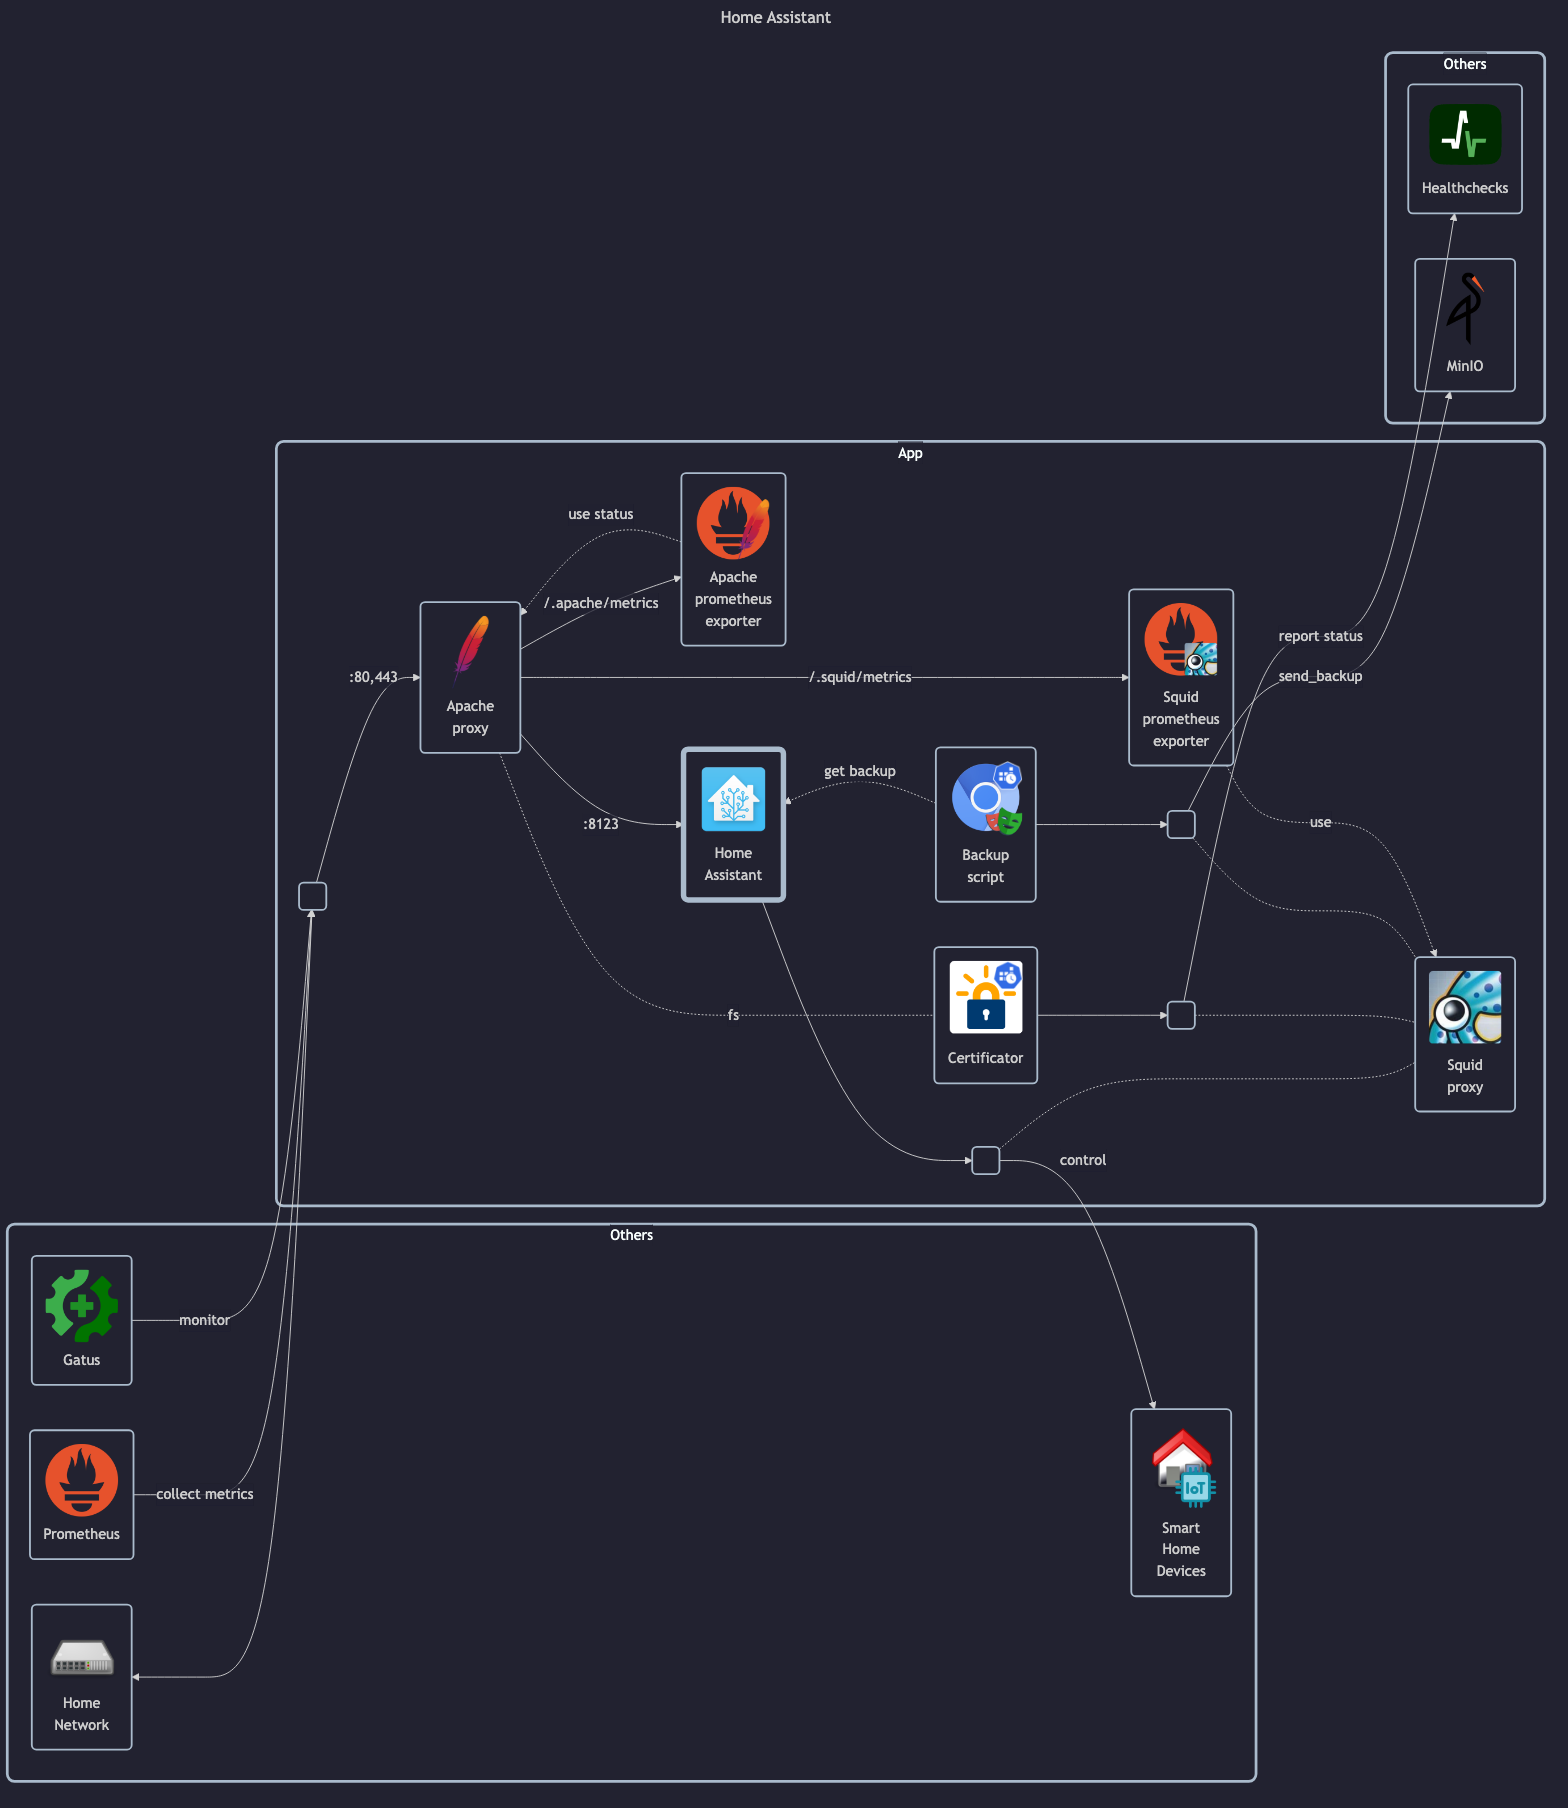 Home Assistant
Others
Healthchecks
MinIO
App
use status
Apache
prometheus
exporter
/.apache/metrics
:80,443
Apache
proxy
/.squid/metrics
Squid
prometheus
exporter
report status
send_backup
get backup
:8123
Home
Assistant
Backup
script
use
fs
Certificator
Squid
proxy
control
Others
monitor
Gatus
collect metrics
Prometheus
IoT
Smart
Home
Devices
Home
Network